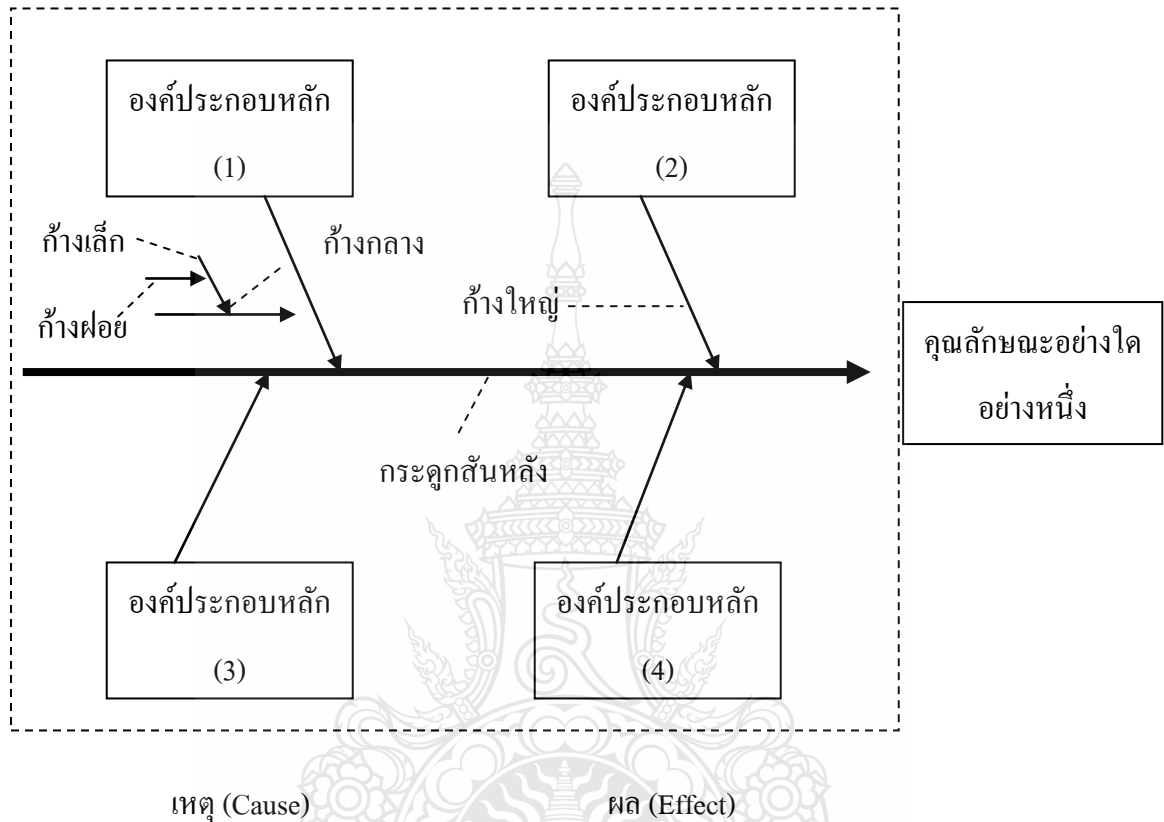 องค์ประกอบหลัก
(1)
องค์ประกอบหลัก
(2)
ก้างเล็ก
ก้างกลาง
ก้างฝอย
ก้างใหญ่
คุณลักษณะอย่างใด
อย่างหนึ่ง
กระดูกสันหลัง
องค์ประกอบหลัก
(3)
องค์ประกอบหลัก
(4)
เหตุ (Cause)
ผล (Effect)